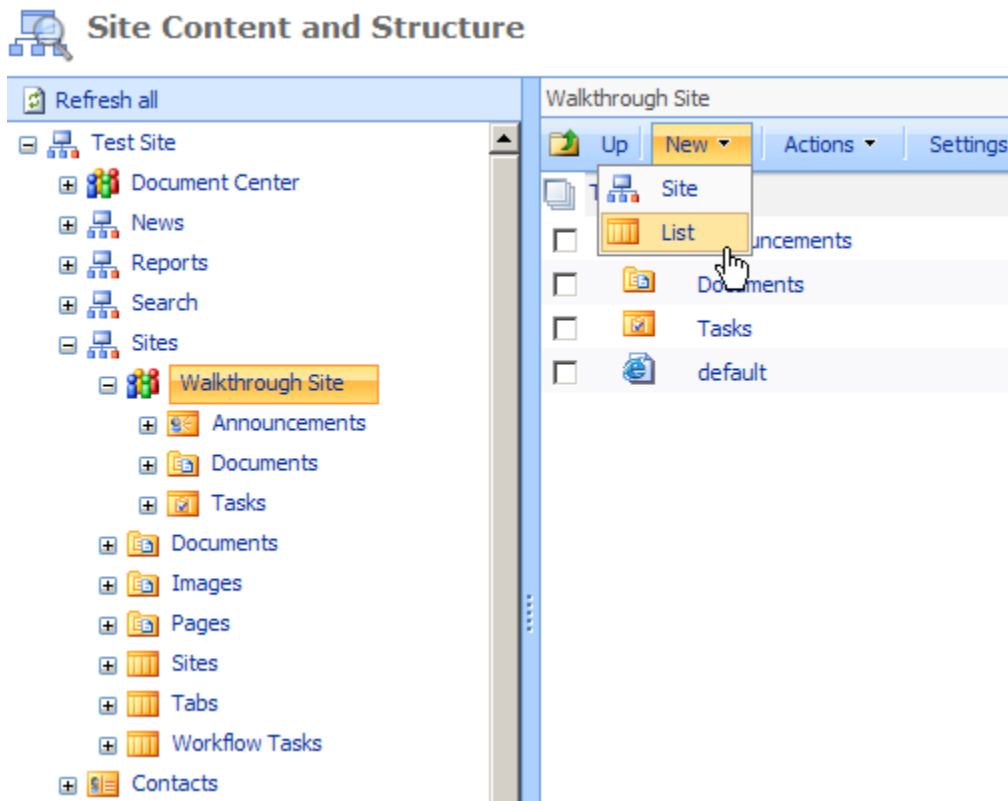 Site Content and Structure
Refresh all
Test Site
Document Center
News
Reports
Search
Sites
Walkthrough Site
Announcements
Documents
Tasks
Documents
Images
Pages
Sites
Tabs
Workflow Tasks
Contacts
Walkthrough Site
Up New Actions Settings
Site
List
uncements
Documents
Tasks
default